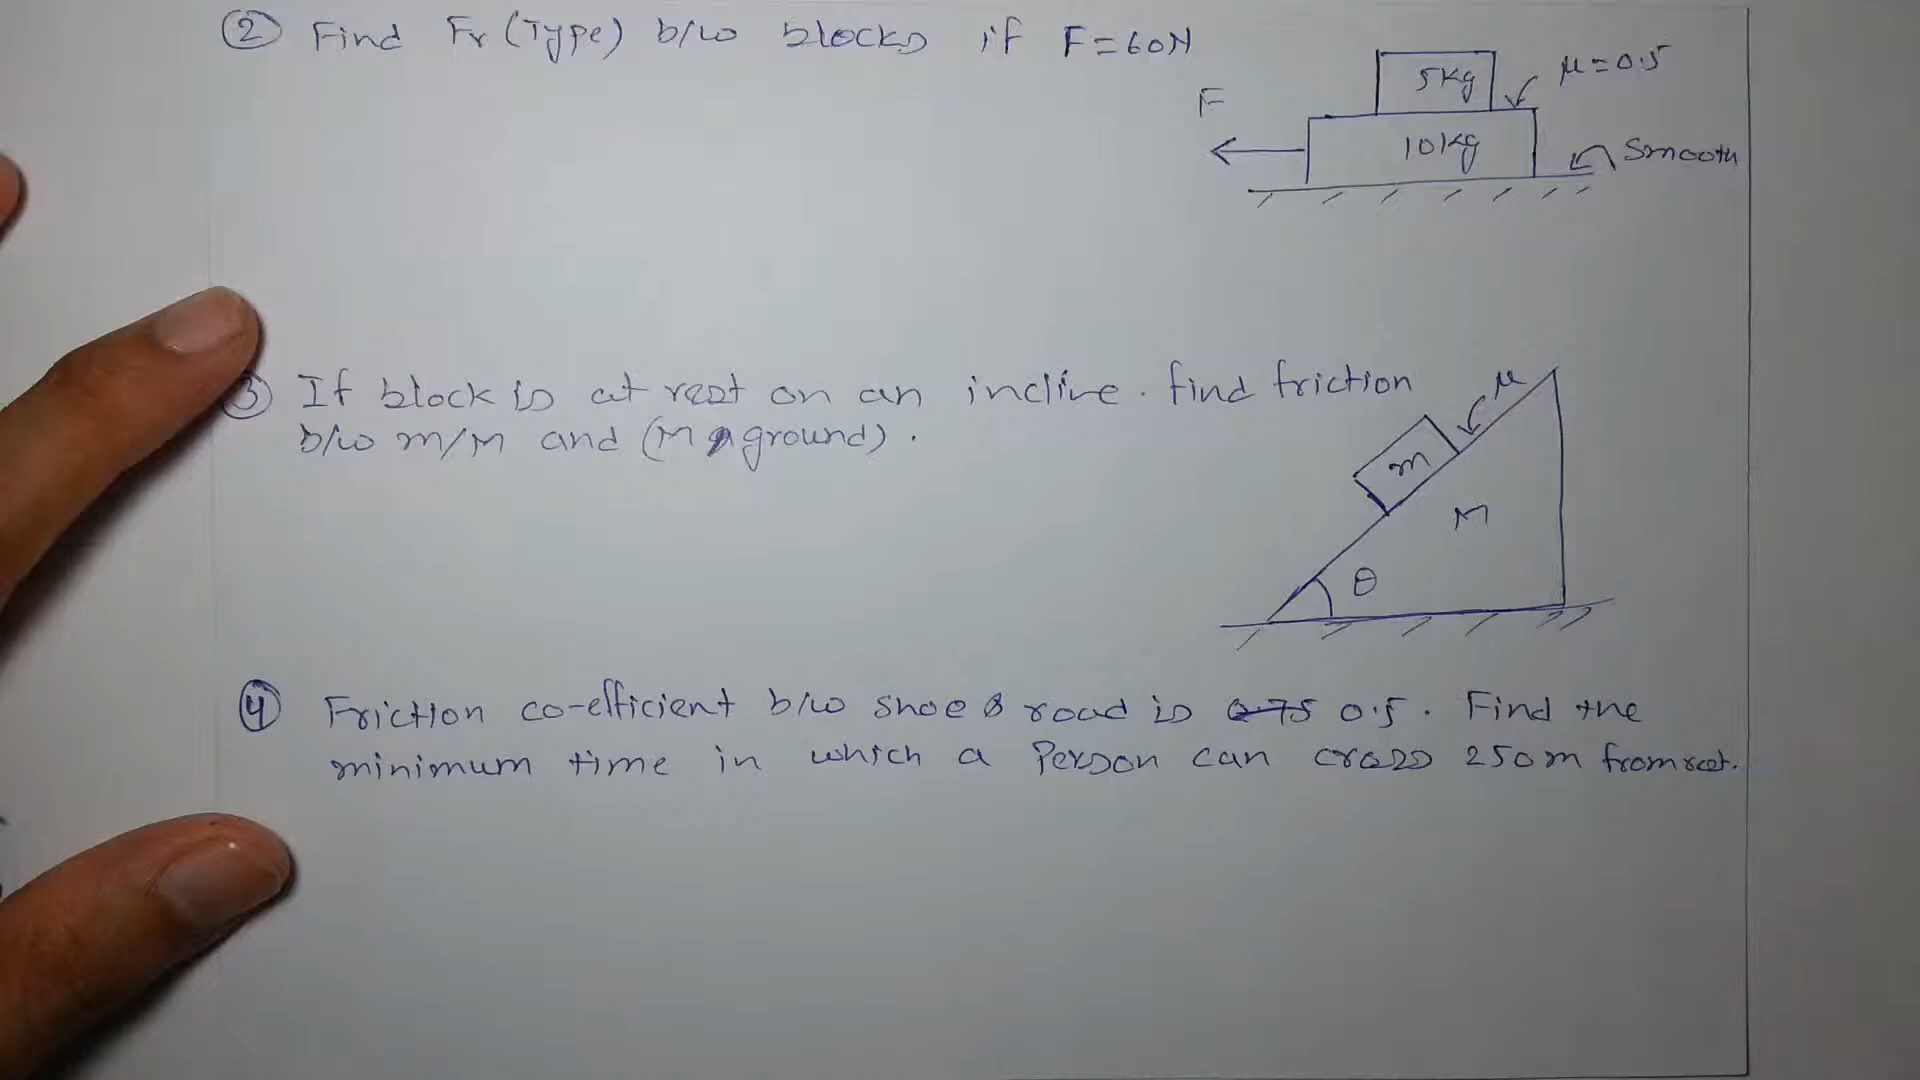 ② Find Fr (Type) b/w blocks if F=60N
F
5kg
μ=0.5
10kg
Smooth
③ If block is at rest on an incline. find friction
b/w m/M and (M ground).
μ
m
M
θ
④ Friction co-efficient b/w shoe & road is 0.75 0.5. Find the
minimum time in which a Person can cross 250m from rest.